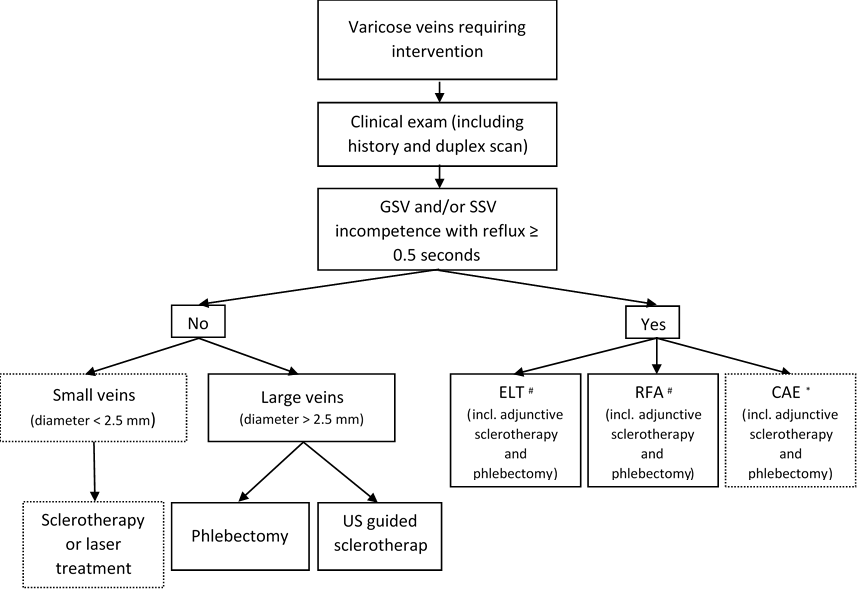 Varicose veins requiring
intervention
Clinical exam (including
history and duplex scan)
GSV and/or SSV
incompetence with reflux ≥
0.5 seconds
No
Yes
Small veins
(diameter < 2.5 mm)
Large veins
(diameter > 2.5 mm)
ELT #
(incl. adjunctive
sclerotherapy
and
phlebectomy)
RFA #
(incl. adjunctive
sclerotherapy
and
phlebectomy)
CAE *
(incl. adjunctive
sclerotherapy
and
phlebectomy)
Sclerotherapy
or laser
treatment
Phlebectomy
US guided
sclerotherap